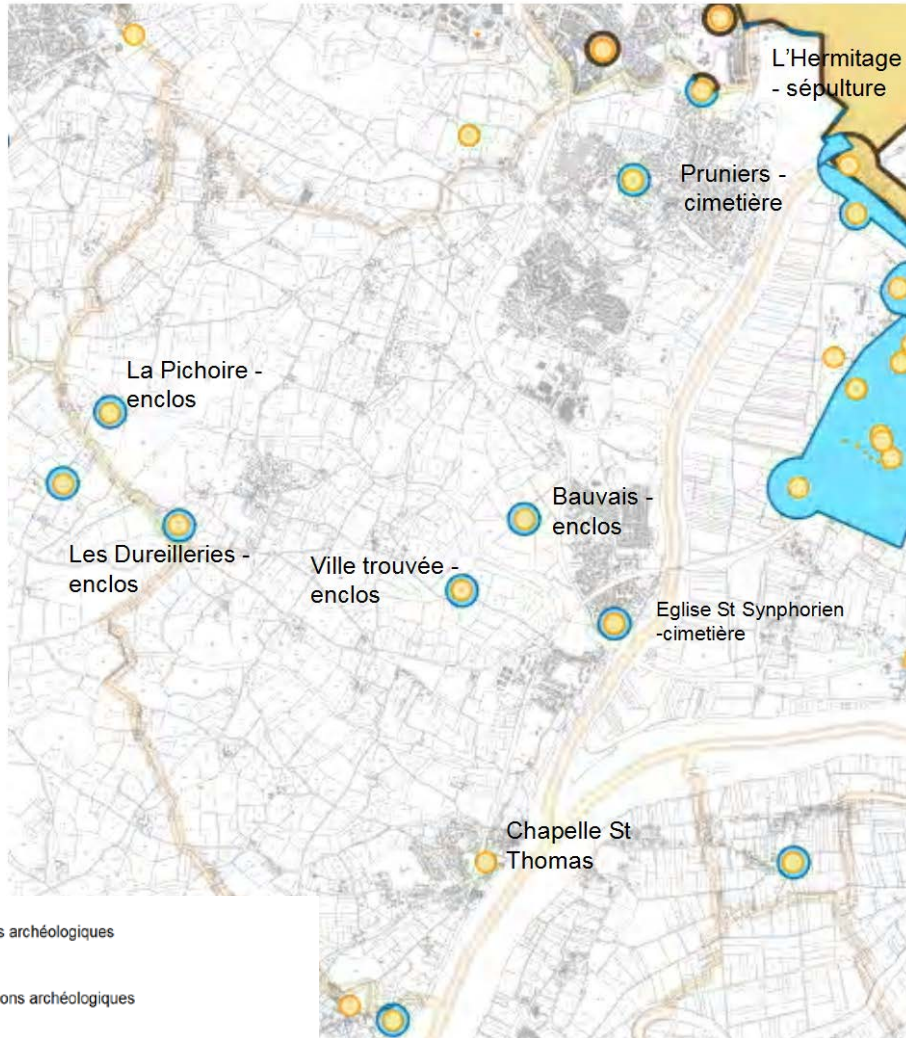 L'Hermitage
- sépulture
Pruniers -
cimetière
La Pichoire -
enclos
Bauvais -
enclos
Les Dureilleries -
enclos
Ville trouvée -
enclos
Eglise St Synphorien
-cimetière
Chapelle St
Thomas
s archéologiques
ons archéologiques